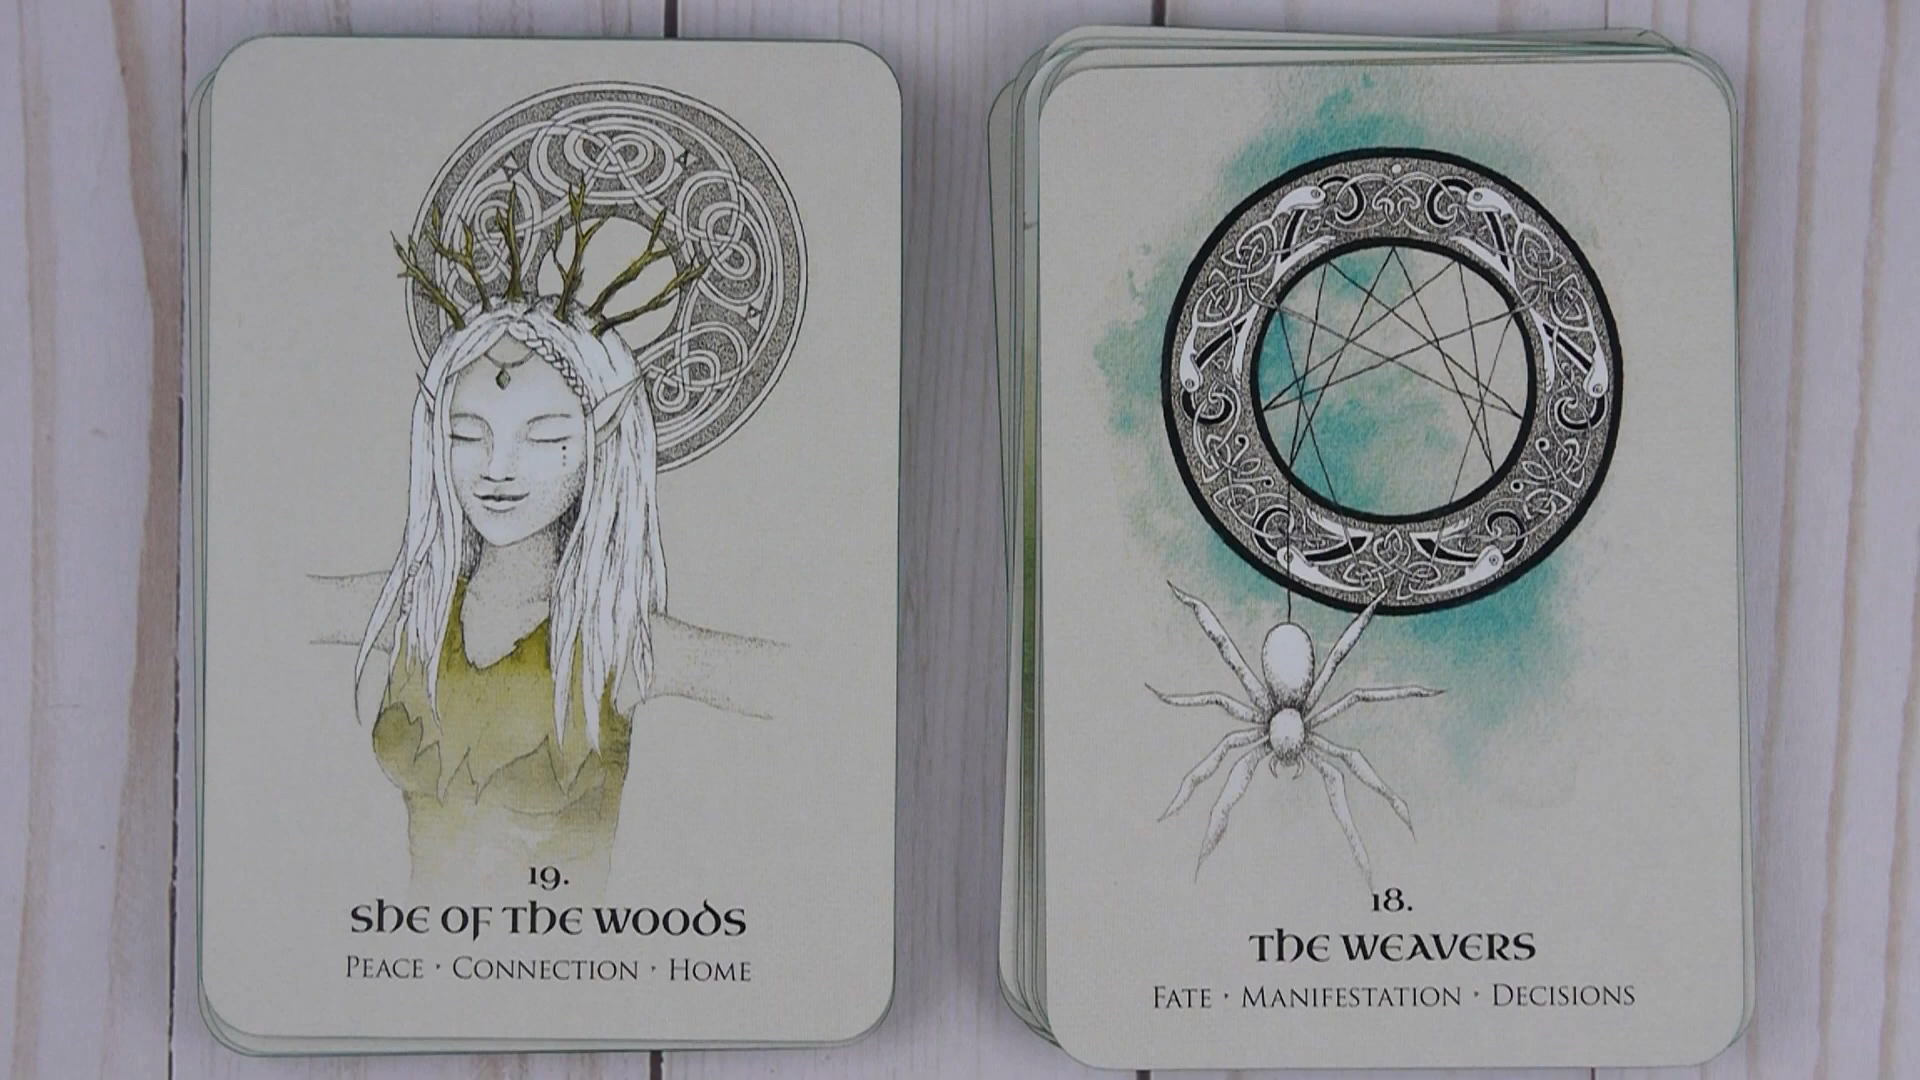 19.
She of the Woods
Peace · Connection · Home
18.
The Weavers
Fate · Manifestation · Decisions